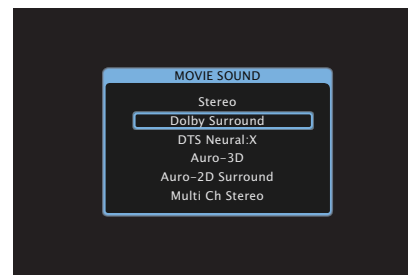 MOVIE SOUND
Stereo
Dolby Surround
DTS Neural:X
Auro-3D
Auro-2D Surround
Multi Ch Stereo